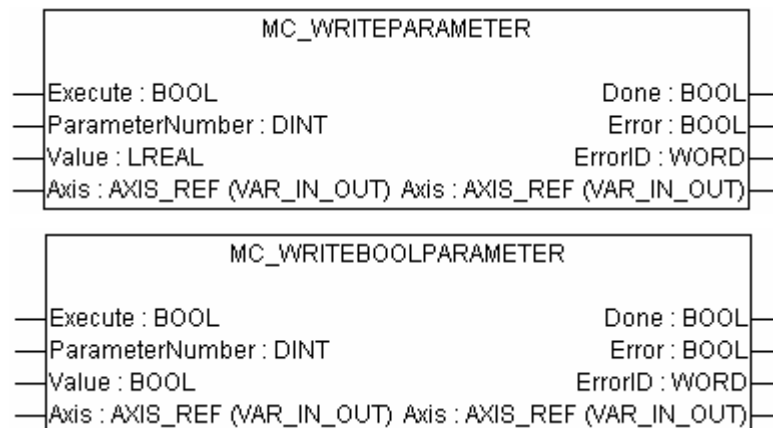 MC_WRITEPARAMETER
Execute : BOOL Done : BOOL
ParameterNumber : DINT Error : BOOL
Value : LREAL ErrorID : WORD
Axis : AXIS_REF (VAR_IN_OUT) Axis : AXIS_REF (VAR_IN_OUT)
MC_WRITEBOOLPARAMETER
Execute : BOOL Done : BOOL
ParameterNumber : DINT Error : BOOL
Value : BOOL ErrorID : WORD
Axis : AXIS_REF (VAR_IN_OUT) Axis : AXIS_REF (VAR_IN_OUT)